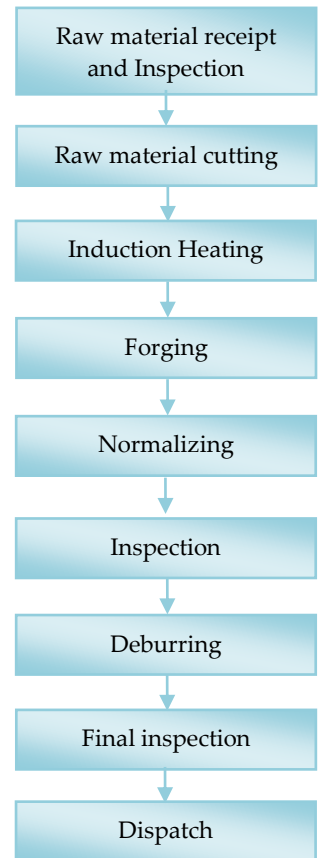 Raw material receipt
and Inspection
Raw material cutting
Induction Heating
Forging
Normalizing
Inspection
Deburring
Final inspection
Dispatch